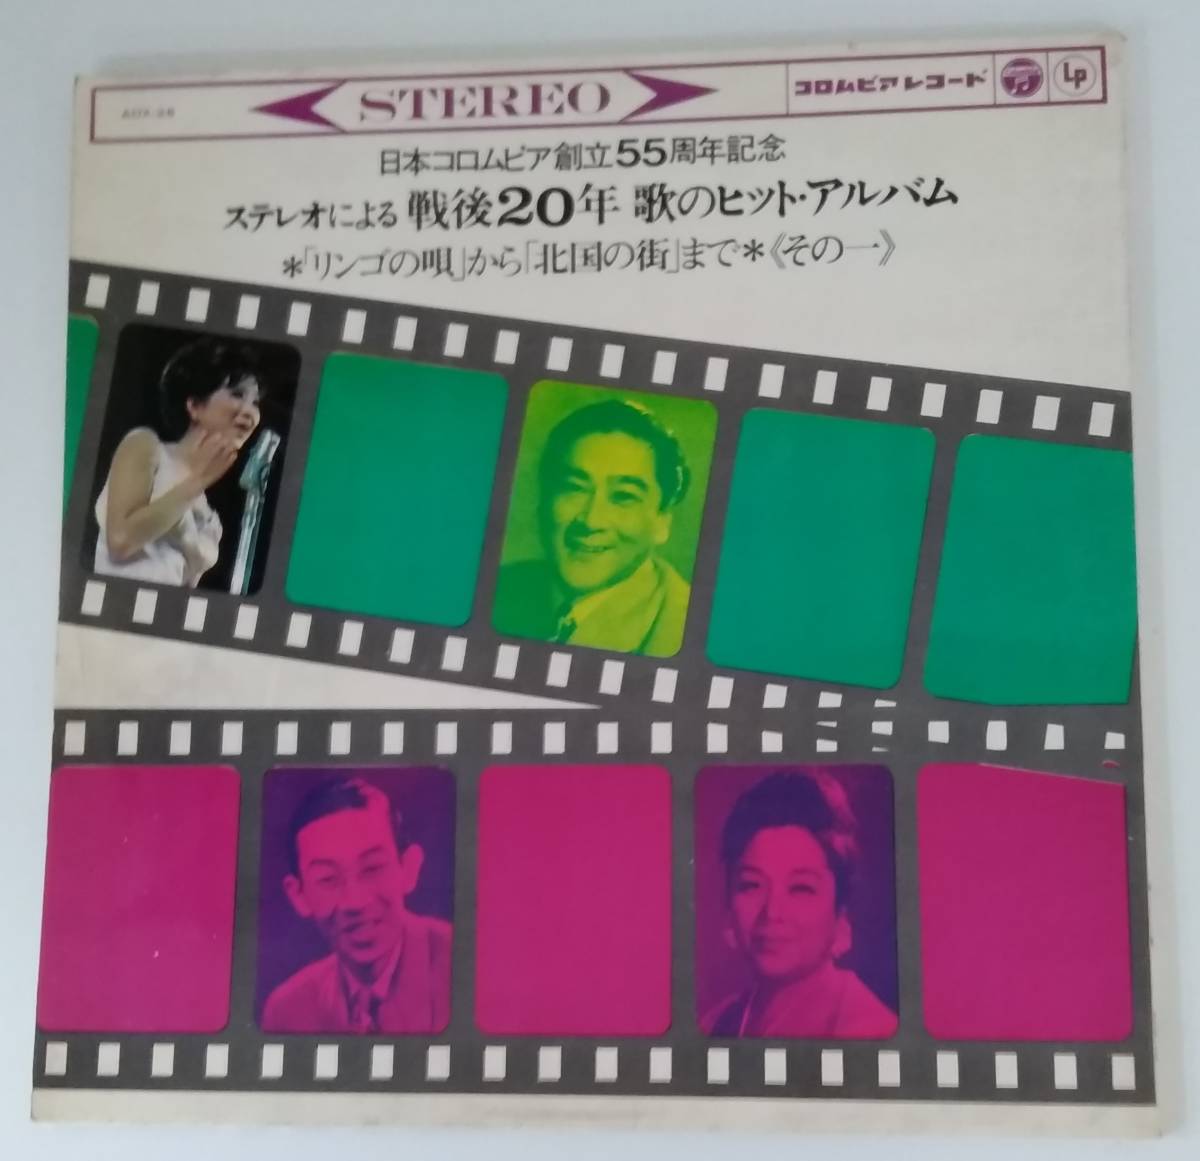 STEREO
コロムビアレコード
LP
日本コロムビア創立55周年記念
ステレオによる 戦後20年 歌のヒット・アルバム
＊「リンゴの唄」から「北国の街」まで＊《その一》